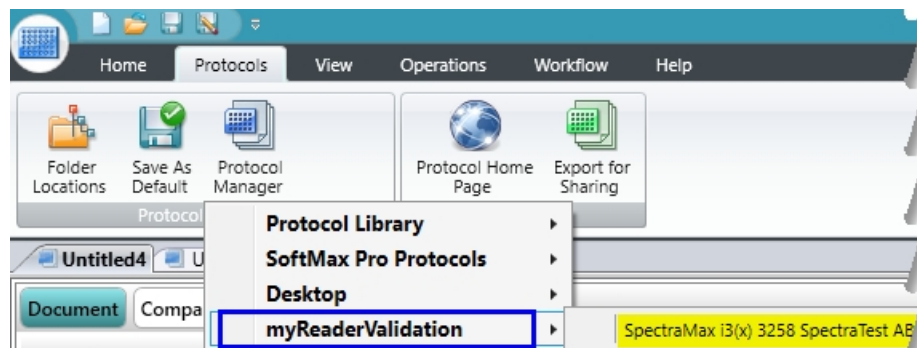 Home Protocols View Operations Workflow Help
Folder Locations
Save As Default
Protocol Manager
Protocol Home Page
Export for Sharing
Protocol
Protocol Library
SoftMax Pro Protocols
Desktop
myReaderValidation
SpectraMax i3(x) 3258 SpectraTest AB
Untitled4 U
Document Compa